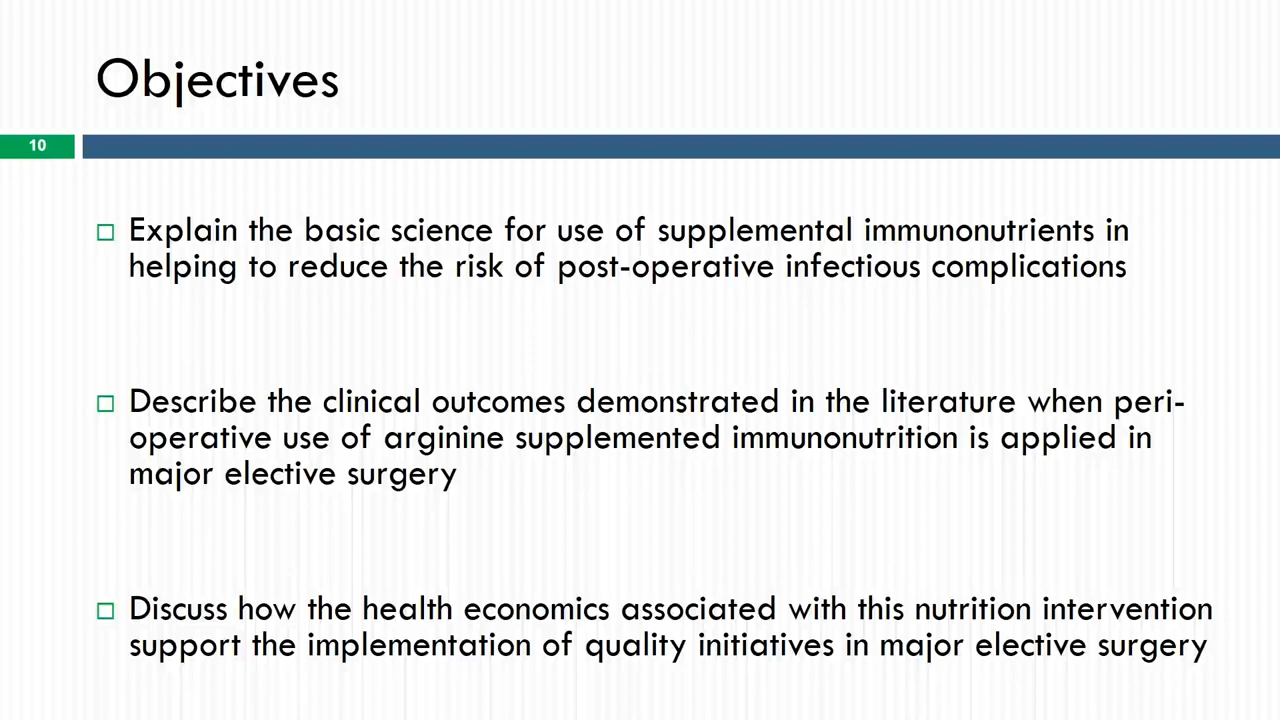 Objectives
10
Explain the basic science for use of supplemental immunonutrients in
helping to reduce the risk of post-operative infectious complications
Describe the clinical outcomes demonstrated in the literature when peri-
operative use of arginine supplemented immunonutrition is applied in
major elective surgery
Discuss how the health economics associated with this nutrition intervention
support the implementation of quality initiatives in major elective surgery